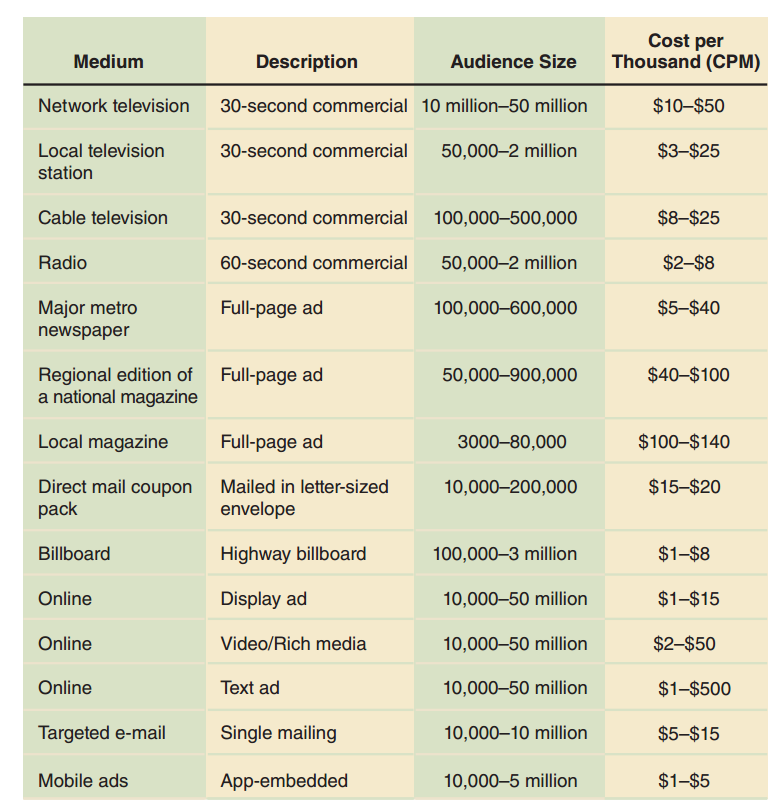 Medium Description Audience Size Cost per
Thousand (CPM)
Network television 30-second commercial 10 million–50 million $10–$50
Local television 30-second commercial 50,000–2 million $3–$25
station
Cable television 30-second commercial 100,000–500,000 $8–$25
Radio 60-second commercial 50,000–2 million $2–$8
Major metro Full-page ad 100,000–600,000 $5–$40
newspaper
Regional edition of Full-page ad 50,000–900,000 $40–$100
a national magazine
Local magazine Full-page ad 3000–80,000 $100–$140
Direct mail coupon Mailed in letter-sized 10,000–200,000 $15–$20
pack envelope
Billboard Highway billboard 100,000–3 million $1–$8
Online Display ad 10,000–50 million $1–$15
Online Video/Rich media 10,000–50 million $2–$50
Online Text ad 10,000–50 million $1–$500
Targeted e-mail Single mailing 10,000–10 million $5–$15
Mobile ads App-embedded 10,000–5 million $1–$5